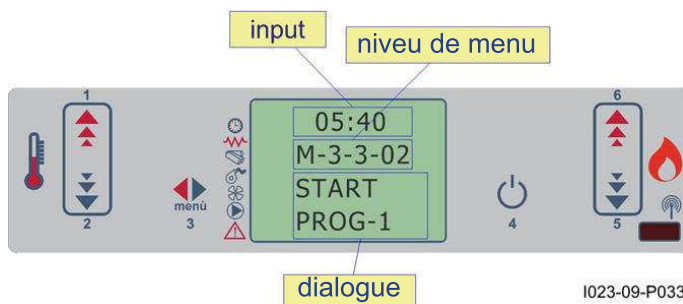 input
niveu de menu
1
6
05:40
M-3-3-02
START
PROG-1
menù
2
3
4
5
dialogue
I023-09-P033